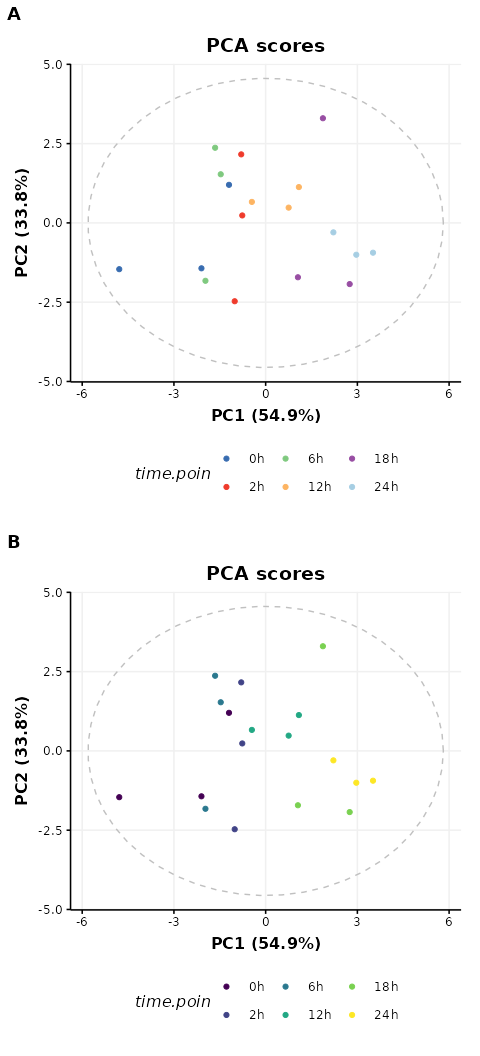 A
PCA scores
5.0
2.5
0.0
-2.5
-5.0
PC2 (33.8%)
-6 -3 0 3 6
PC1 (54.9%)
time.poin
0h 6h 18h
2h 12h 24h
B
PCA scores
5.0
2.5
0.0
-2.5
-5.0
PC2 (33.8%)
-6 -3 0 3 6
PC1 (54.9%)
time.poin
0h 6h 18h
2h 12h 24h